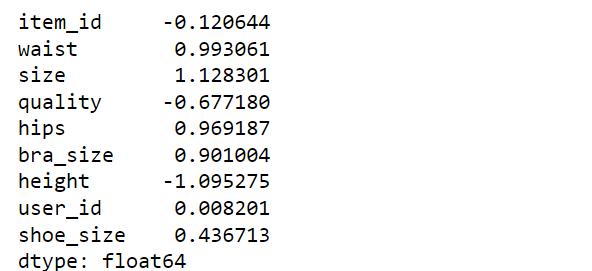 item_id -0.120644
waist 0.993061
size 1.128301
quality -0.677180
hips 0.969187
bra_size 0.901004
height -1.095275
user_id 0.008201
shoe_size 0.436713
dtype: float64